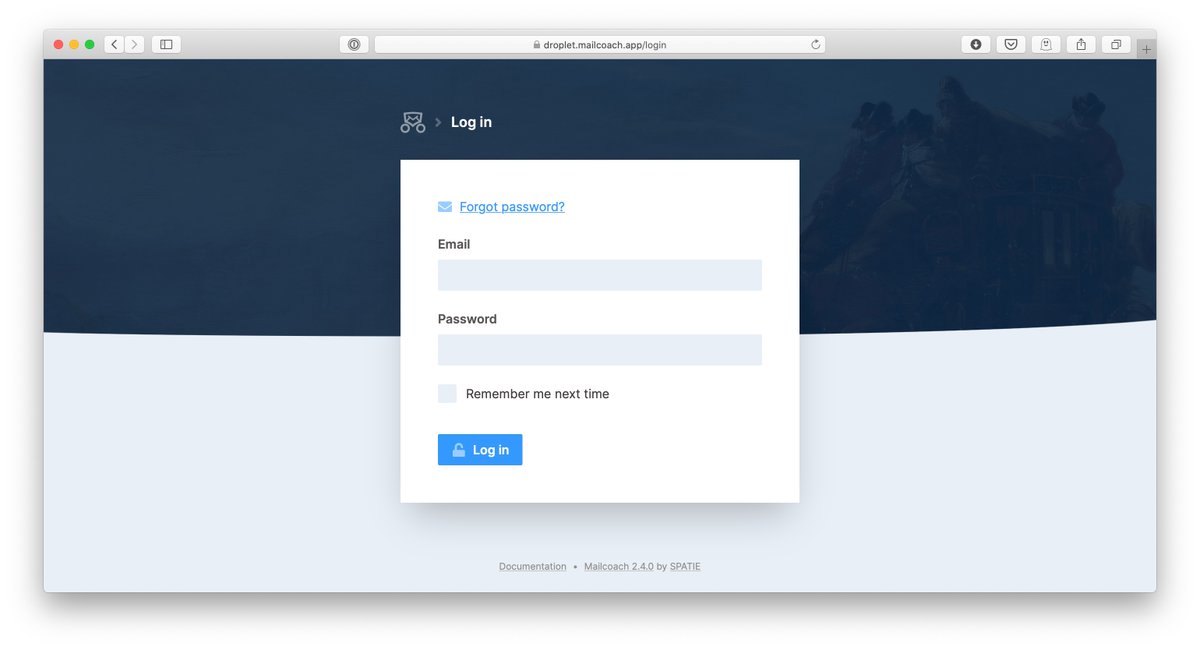 droplet.mailcoach.app/login
Log in
Forgot password?
Email
Password
Remember me next time
Log in
Documentation • Mailcoach 2.4.0 by SPATIE